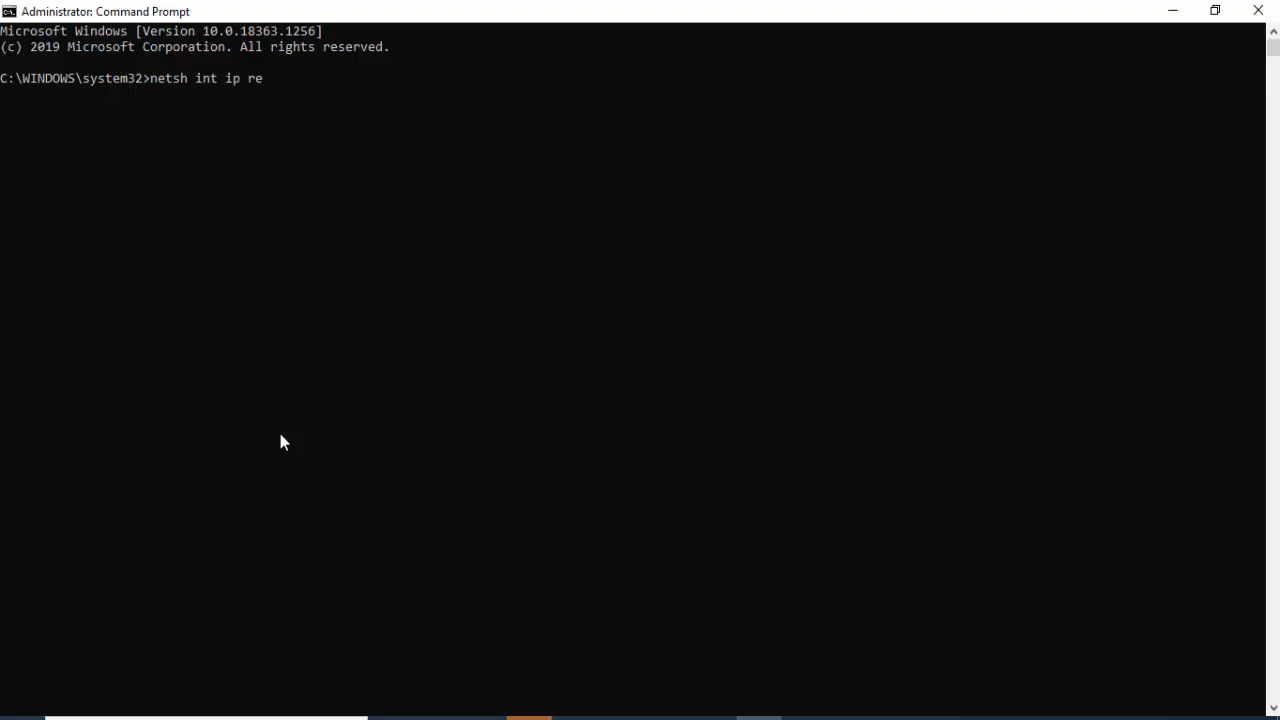 Administrator: Command Prompt
Microsoft Windows [Version 10.0.18363.1256]
(c) 2019 Microsoft Corporation. All rights reserved.
C:\WINDOWS\system32>netsh int ip re